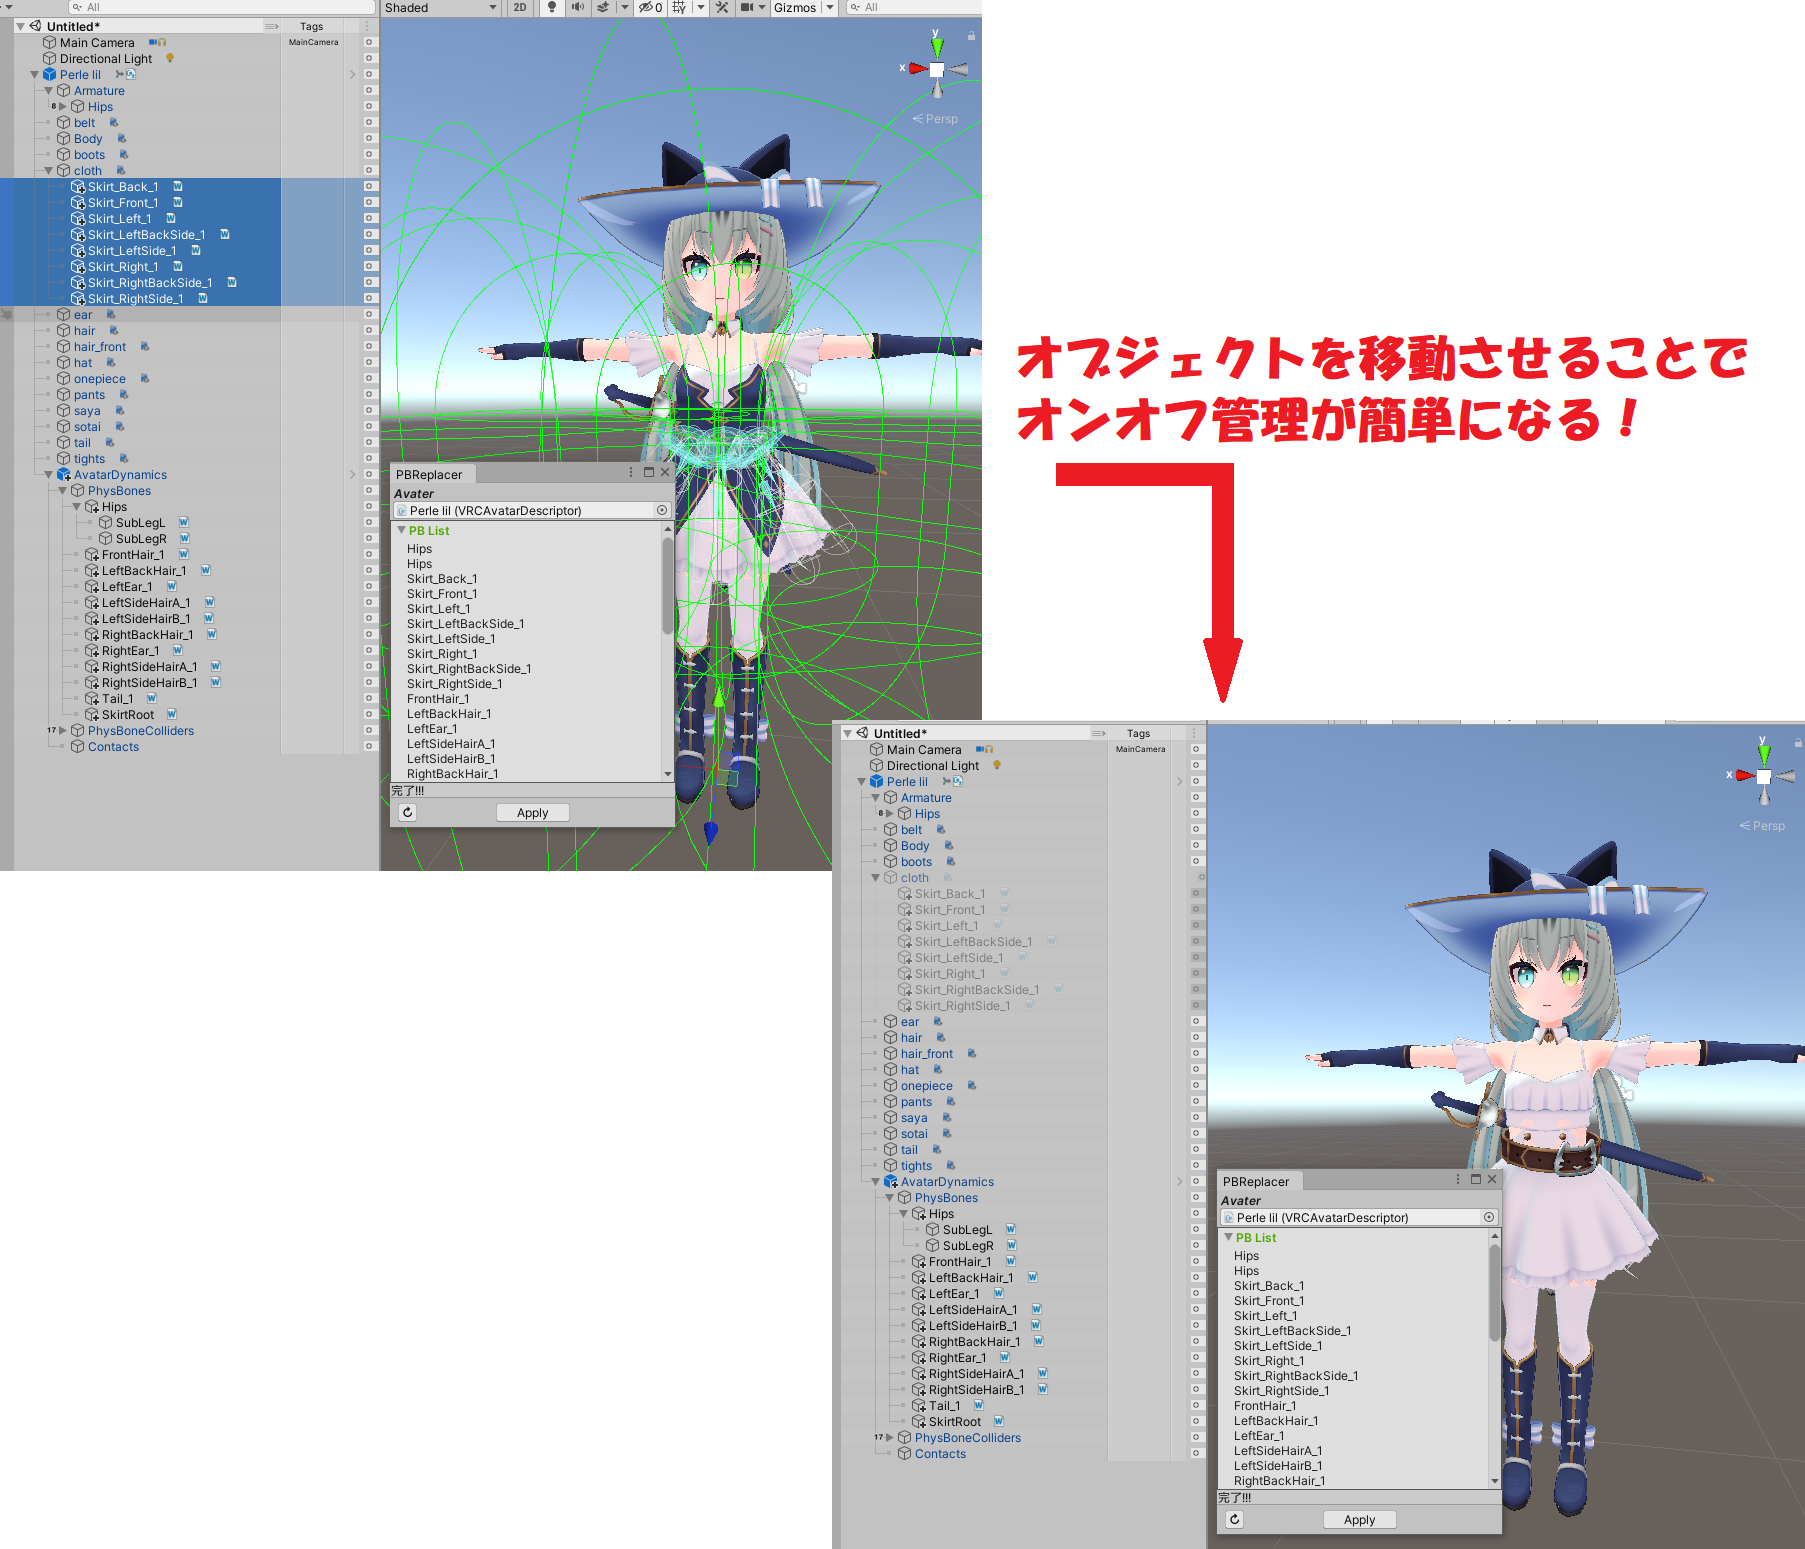 All
Untitled*
Tags
Main Camera
MainCamera
Directional Light
Perle lil
Armature
8
Hips
belt
Body
boots
cloth
Skirt_Back_1
Skirt_Front_1
Skirt_Left_1
Skirt_LeftBackSide_1
Skirt_LeftSide_1
Skirt_Right_1
Skirt_RightBackSide_1
Skirt_RightSide_1
ear
hair
hair_front
hat
onepiece
pants
saya
sotai
tail
tights
AvatarDynamics
PhysBones
Hips
SubLegL
SubLegR
FrontHair_1
LeftBackHair_1
LeftEar_1
LeftSideHairA_1
LeftSideHairB_1
RightBackHair_1
RightEar_1
RightSideHairA_1
RightSideHairB_1
Tail_1
SkirtRoot
17
PhysBoneColliders
Contacts
Shaded
2D
0
Gizmos
All
y
x
Persp
PBReplacer
Avater
Perle lil (VRCAvatarDescriptor)
PB List
Hips
Hips
Skirt_Back_1
Skirt_Front_1
Skirt_Left_1
Skirt_LeftBackSide_1
Skirt_LeftSide_1
Skirt_Right_1
Skirt_RightBackSide_1
Skirt_RightSide_1
FrontHair_1
LeftBackHair_1
LeftEar_1
LeftSideHairA_1
LeftSideHairB_1
RightBackHair_1
完了!!!
Apply
オブジェクトを移動させることで
オンオフ管理が簡単になる！
Untitled*
Tags
Main Camera
MainCamera
Directional Light
Perle lil
Armature
8
Hips
belt
Body
boots
cloth
Skirt_Back_1
Skirt_Front_1
Skirt_Left_1
Skirt_LeftBackSide_1
Skirt_LeftSide_1
Skirt_Right_1
Skirt_RightBackSide_1
Skirt_RightSide_1
ear
hair
hair_front
hat
onepiece
pants
saya
sotai
tail
tights
AvatarDynamics
PhysBones
Hips
SubLegL
SubLegR
FrontHair_1
LeftBackHair_1
LeftEar_1
LeftSideHairA_1
LeftSideHairB_1
RightBackHair_1
RightEar_1
RightSideHairA_1
RightSideHairB_1
Tail_1
SkirtRoot
17
PhysBoneColliders
Contacts
y
x
Persp
PBReplacer
Avater
Perle lil (VRCAvatarDescriptor)
PB List
Hips
Hips
Skirt_Back_1
Skirt_Front_1
Skirt_Left_1
Skirt_LeftBackSide_1
Skirt_LeftSide_1
Skirt_Right_1
Skirt_RightBackSide_1
Skirt_RightSide_1
FrontHair_1
LeftBackHair_1
LeftEar_1
LeftSideHairA_1
LeftSideHairB_1
RightBackHair_1
完了!!!
Apply